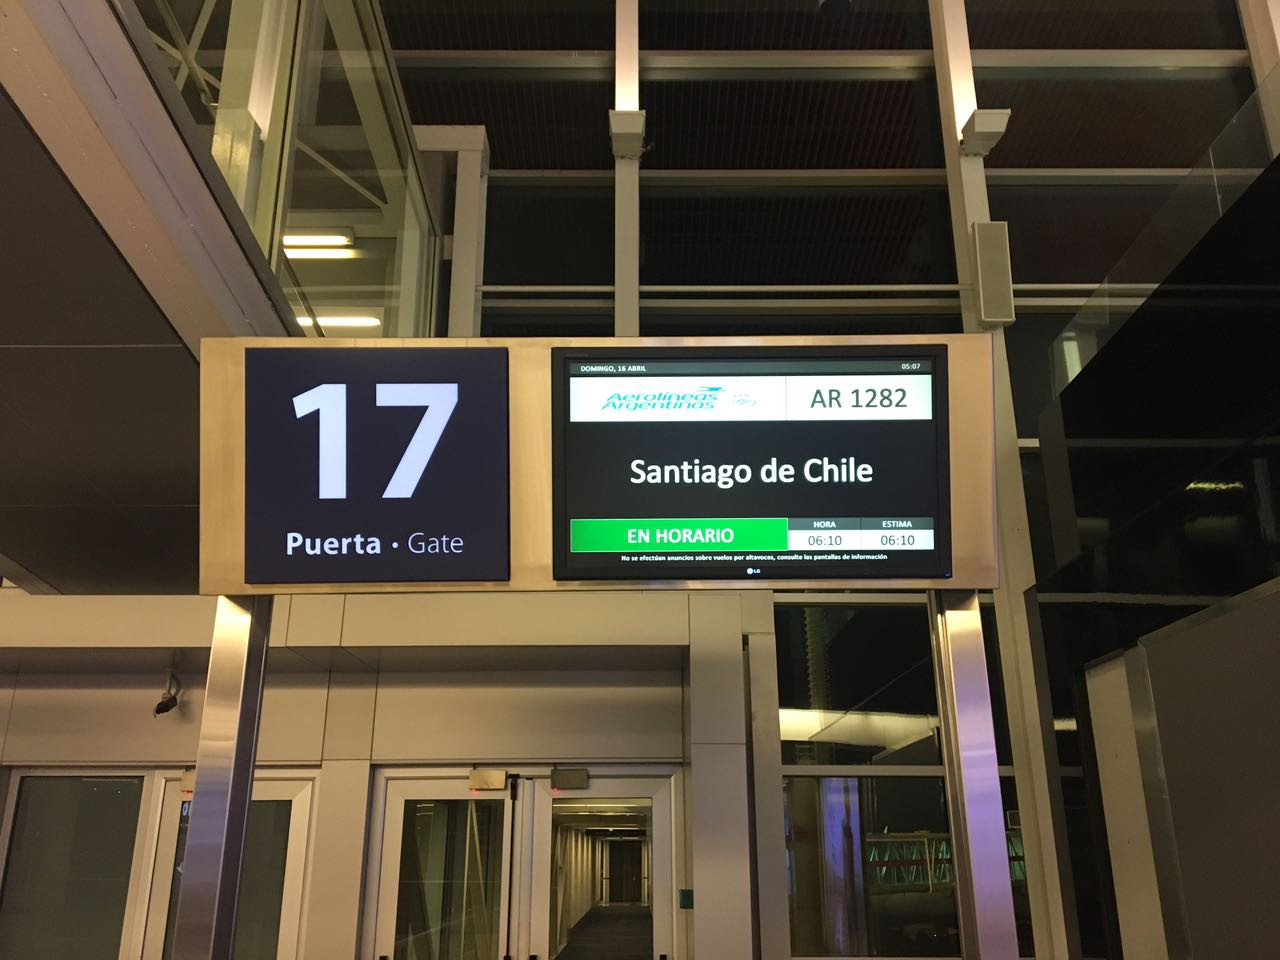 17
Puerta · Gate
DOMINGO, 16 ABRIL 05:07
Aerolíneas Argentinas
AR 1282
Santiago de Chile
EN HORARIO
HORA ESTIMA
06:10 06:10
No se efectúan anuncios sobre vuelos por altavoces, consulte las pantallas de información
LG